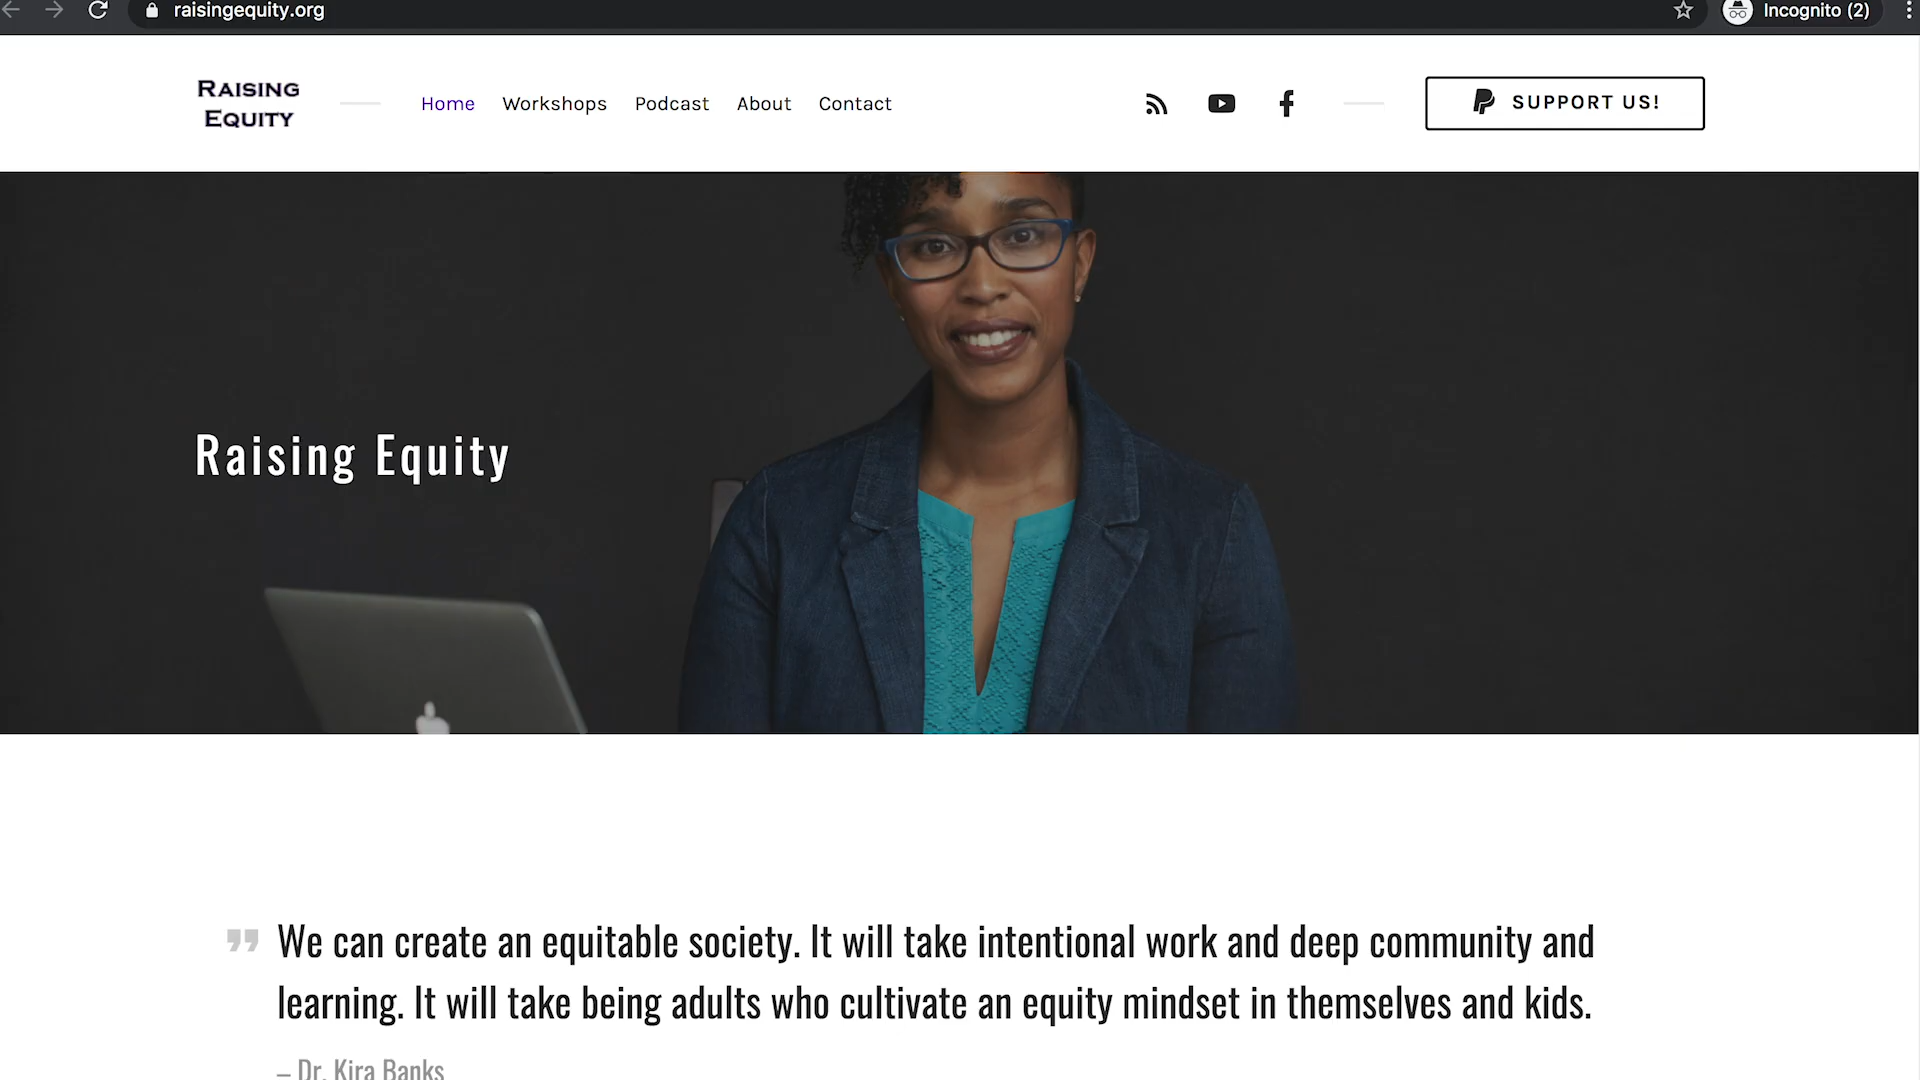 raisingequity.org
Incognito (2)
RAISING
EQUITY
Home Workshops Podcast About Contact
SUPPORT US!
Raising Equity
We can create an equitable society. It will take intentional work and deep community and
learning. It will take being adults who cultivate an equity mindset in themselves and kids.
– Dr. Kira Banks